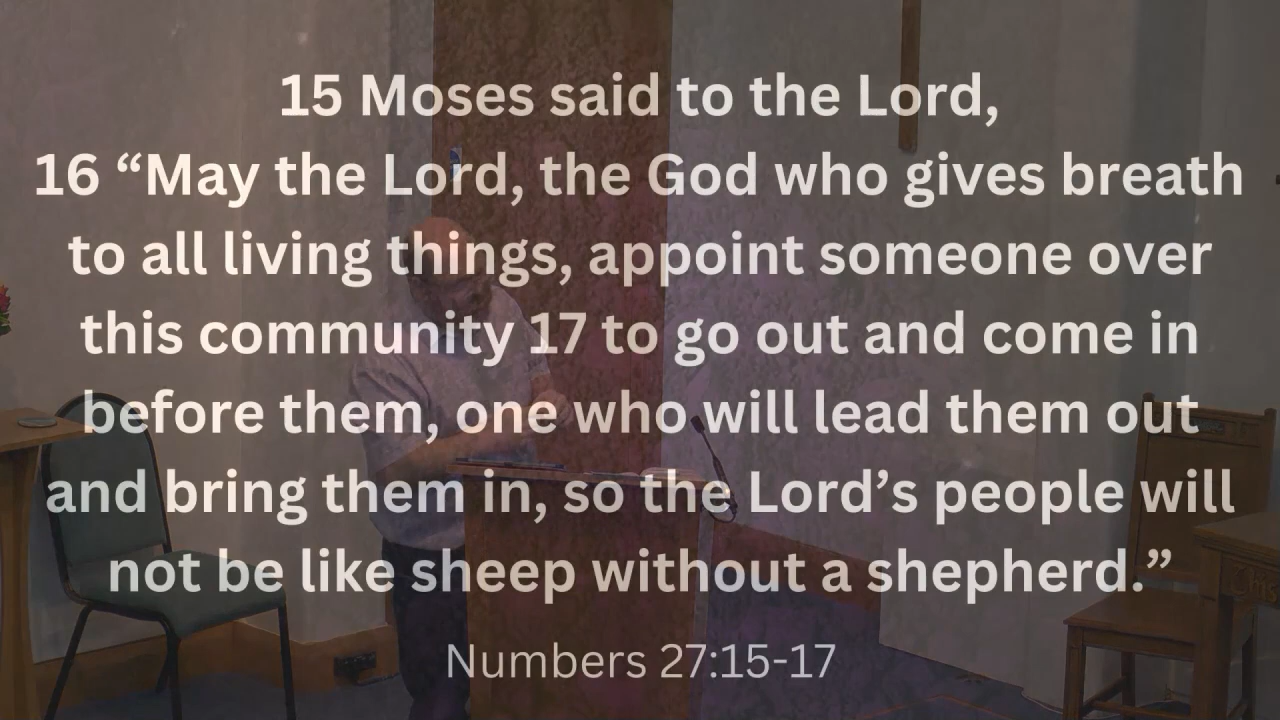 15 Moses said to the Lord,
16 “May the Lord, the God who gives breath
to all living things, appoint someone over
this community 17 to go out and come in
before them, one who will lead them out
and bring them in, so the Lord’s people will
not be like sheep without a shepherd.”
Numbers 27:15-17